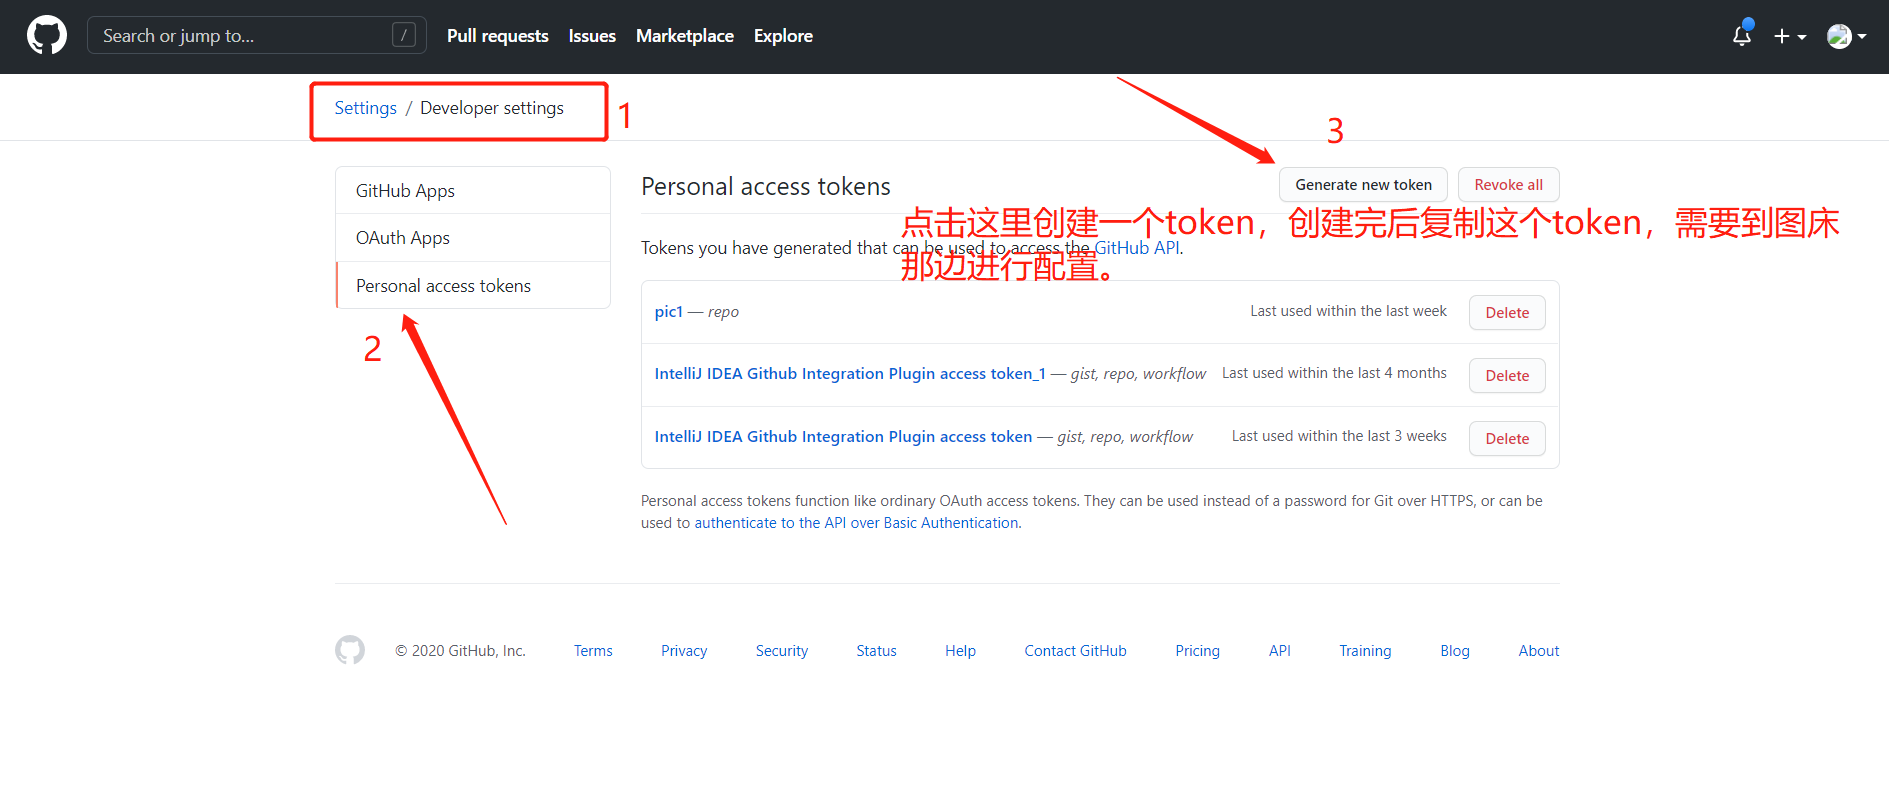 Search or jump to... /
Pull requests Issues Marketplace Explore
Settings / Developer settings
1
3
GitHub Apps
OAuth Apps
Personal access tokens
2
Personal access tokens
Generate new token
Revoke all
点击这里创建一个token，创建完后复制这个token，需要到图床
那边进行配置。
Tokens you have generated that can be used to access the GitHub API.
pic1 — repo Last used within the last week Delete
IntelliJ IDEA Github Integration Plugin access token_1 — gist, repo, workflow Last used within the last 4 months Delete
IntelliJ IDEA Github Integration Plugin access token — gist, repo, workflow Last used within the last 3 weeks Delete
Personal access tokens function like ordinary OAuth access tokens. They can be used instead of a password for Git over HTTPS, or can be
used to authenticate to the API over Basic Authentication.
© 2020 GitHub, Inc. Terms Privacy Security Status Help Contact GitHub Pricing API Training Blog About